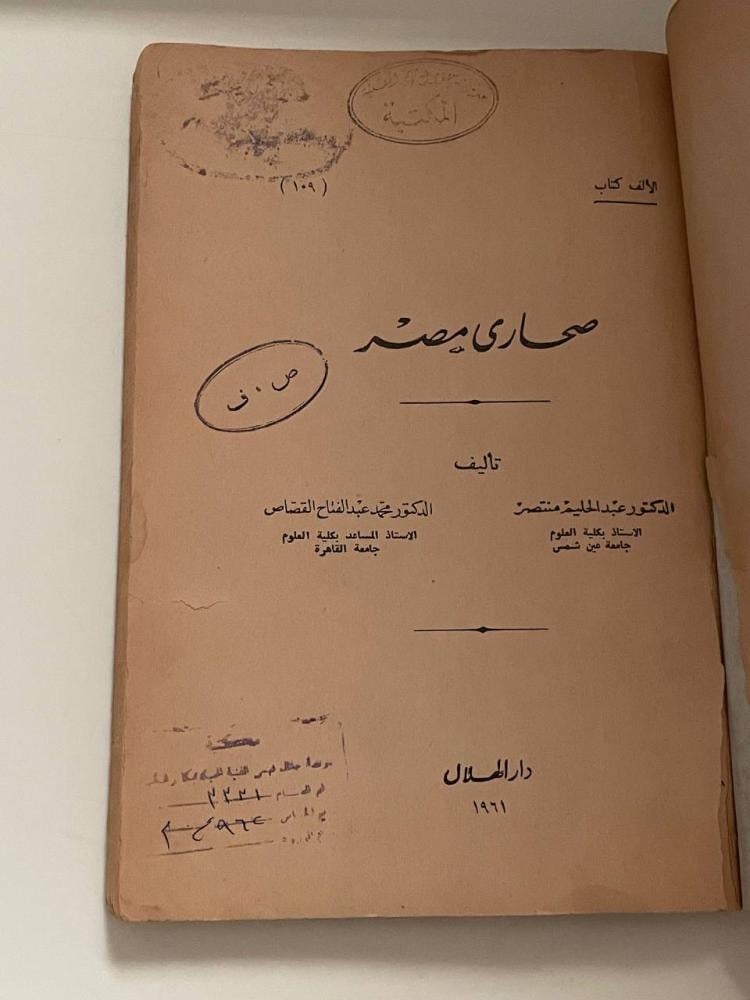 المكتبة
الألف كتاب
(١٠٩)
صحارى مصر
ص . ف
تأليف
الدكتور عبد الحليم منتصر
الاستاذ بكلية العلوم
جامعة عين شمس
الدكتور محمد عبد الفتاح القصاص
الاستاذ المساعد بكلية العلوم
جامعة القاهرة
دار الهلال
١٩٦١